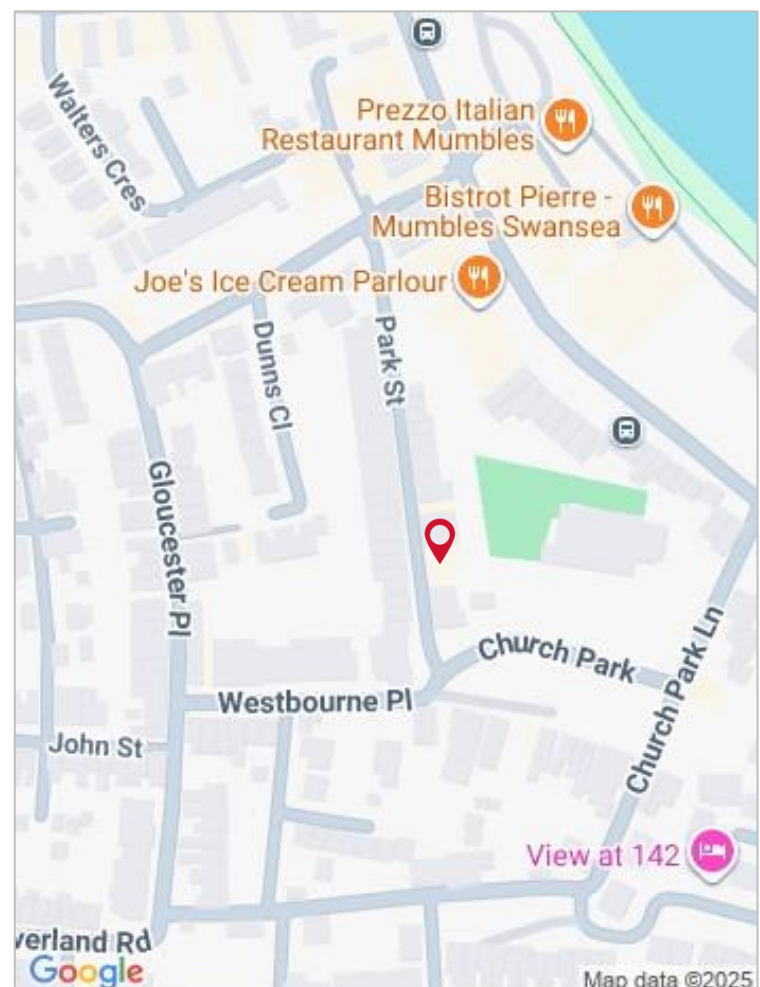 Walters Cres
Prezzo Italian
Restaurant Mumbles
Bistrot Pierre -
Mumbles Swansea
Joe's Ice Cream Parlour
Dunns Cl
Park St
Gloucester Pl
Church Park
Church Park Ln
Westbourne Pl
John St
View at 142
verland Rd
Google
Map data ©2025